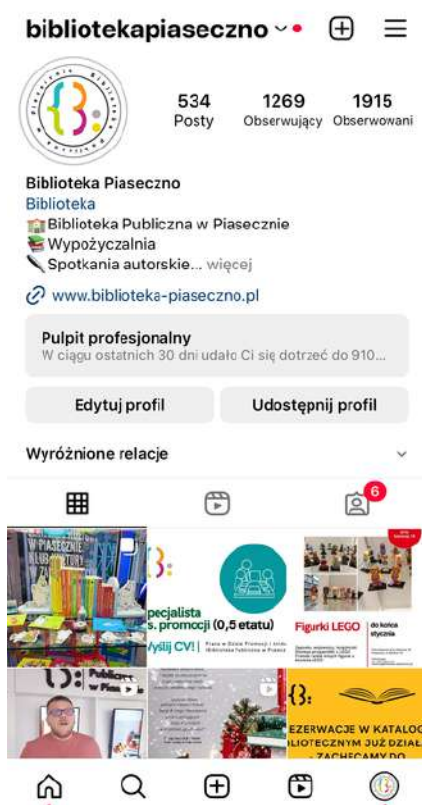 bibliotekapiaseczno
534
Posty
1269
Obserwujący
1915
Obserwowani
Biblioteka Piaseczno
Biblioteka
Biblioteka Publiczna w Piasecznie
Wypożyczalnia
Spotkania autorskie... więcej
www.biblioteka-piaseczno.pl
Pulpit profesjonalny
W ciągu ostatnich 30 dni udało Ci się dotrzeć do 910...
Edytuj profil
Udostępnij profil
Wyróżnione relacje
6
W PIASECZNIE
KLUB KULTURY
pecjalista
s. promocji (0,5 etatu)
yślij CV! |
Figurki LEGO
do końca
stycznia
EZERWACJE W KATALOG
LIOTECZNYM JUŻ DZIAŁ
- ZACHĘCAMY DO